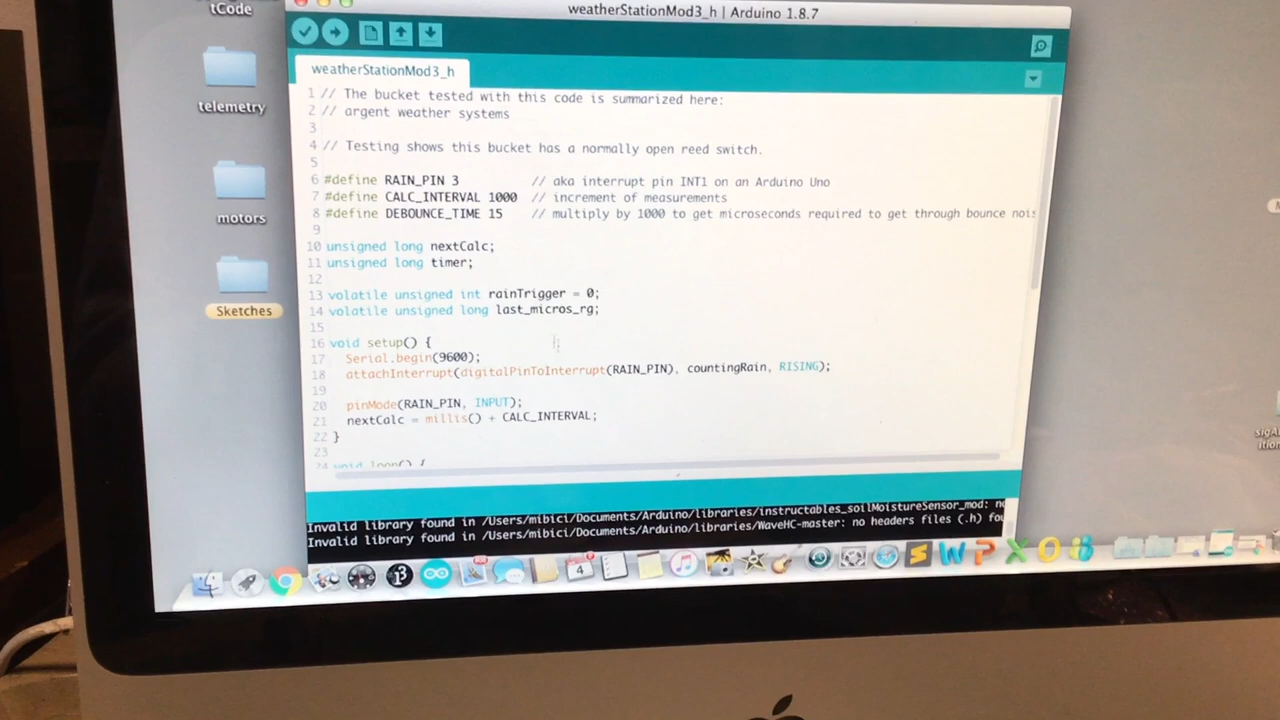 tCode
telemetry
motors
Sketches
weatherStationMod3_h | Arduino 1.8.7
weatherStationMod3_h
1 // The bucket tested with this code is summarized here:
2 // argent weather systems
3
4 // Testing shows this bucket has a normally open reed switch.
5
6 #define RAIN_PIN 3 // aka interrupt pin INT1 on an Arduino Uno
7 #define CALC_INTERVAL 1000 // increment of measurements
8 #define DEBOUNCE_TIME 15 // multiply by 1000 to get microseconds required to get through bounce nois
9
10 unsigned long nextCalc;
11 unsigned long timer;
12
13 volatile unsigned int rainTrigger = 0;
14 volatile unsigned long last_micros_rg;
15
16 void setup() {
17 Serial.begin(9600);
18 attachInterrupt(digitalPinToInterrupt(RAIN_PIN), countingRain, RISING);
19
20 pinMode(RAIN_PIN, INPUT);
21 nextCalc = millis() + CALC_INTERVAL;
22 }
23
24 void loop() {
Invalid library found in /Users/mibici/Documents/Arduino/libraries/instructables_soilMoistureSensor_mod: no
Invalid library found in /Users/mibici/Documents/Arduino/libraries/WaveHC-master: no headers files (.h) fou